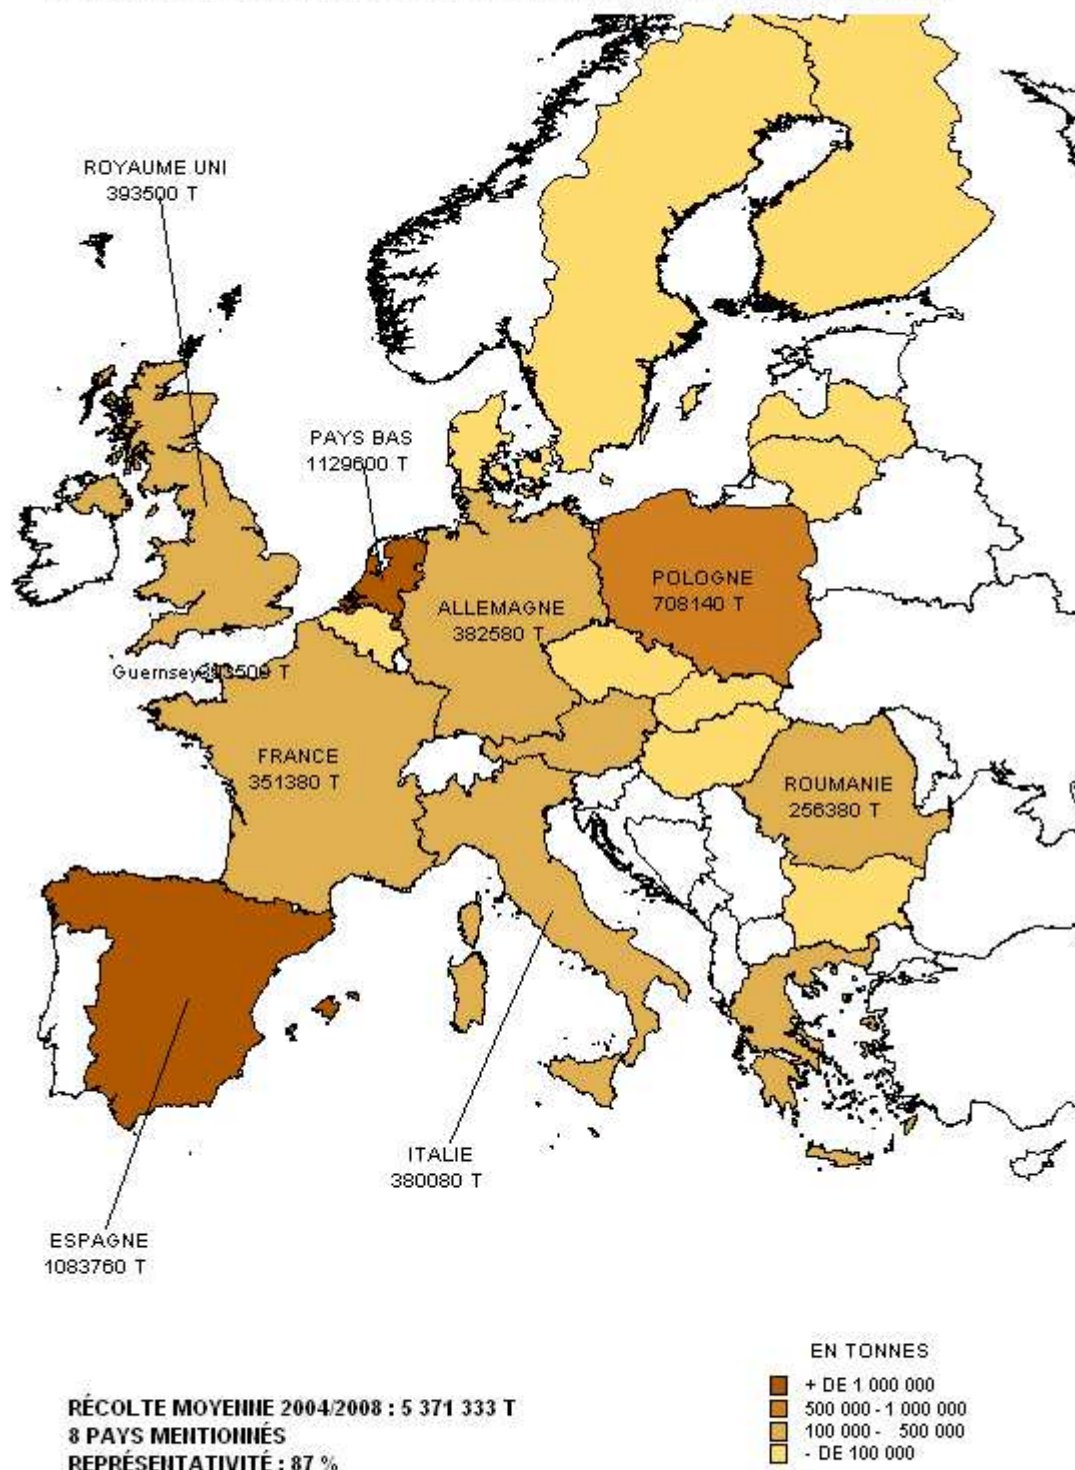 ROYAUME UNI
393500 T
PAYS BAS
1129600 T
POLOGNE
708140 T
ALLEMAGNE
382580 T
Guernsey393500 T
FRANCE
351380 T
ROUMANIE
256380 T
ITALIE
380080 T
ESPAGNE
1083760 T
EN TONNES
+ DE 1 000 000
500 000 - 1 000 000
100 000 - 500 000
- DE 100 000
RÉCOLTE MOYENNE 2004/2008 : 5 371 333 T
8 PAYS MENTIONNÉS
REPRÉSENTATIVITÉ : 87 %